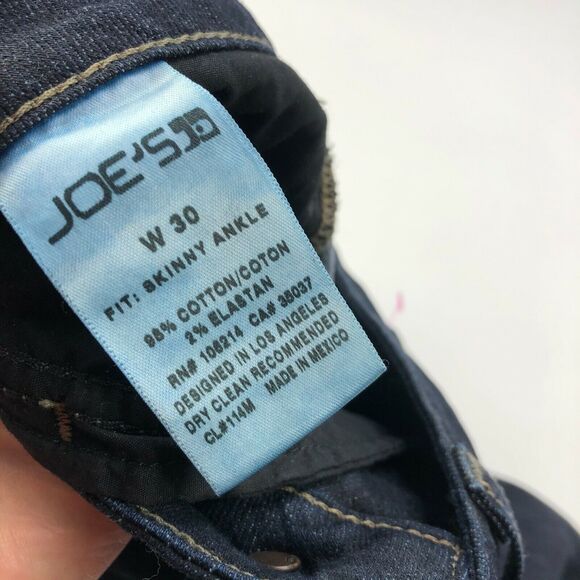 JOE'S
W 30
FIT: SKINNY ANKLE
98% COTTON/COTON
2% ELASTAN
RN# 108214 CA# 35037
DESIGNED IN LOS ANGELES
DRY CLEAN RECOMMENDED
CL#114M MADE IN MEXICO